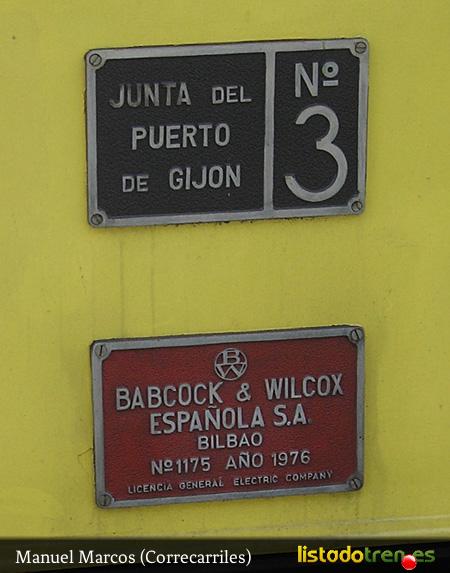 JUNTA DEL
PUERTO
DE GIJON
Nº
3
BW
BABCOCK & WILCOX
ESPAÑOLA S.A.
BILBAO
Nº1175 AÑO 1976
LICENCIA GENERAL ELECTRIC COMPANY
Manuel Marcos (Correcarriles)
listadotren.es